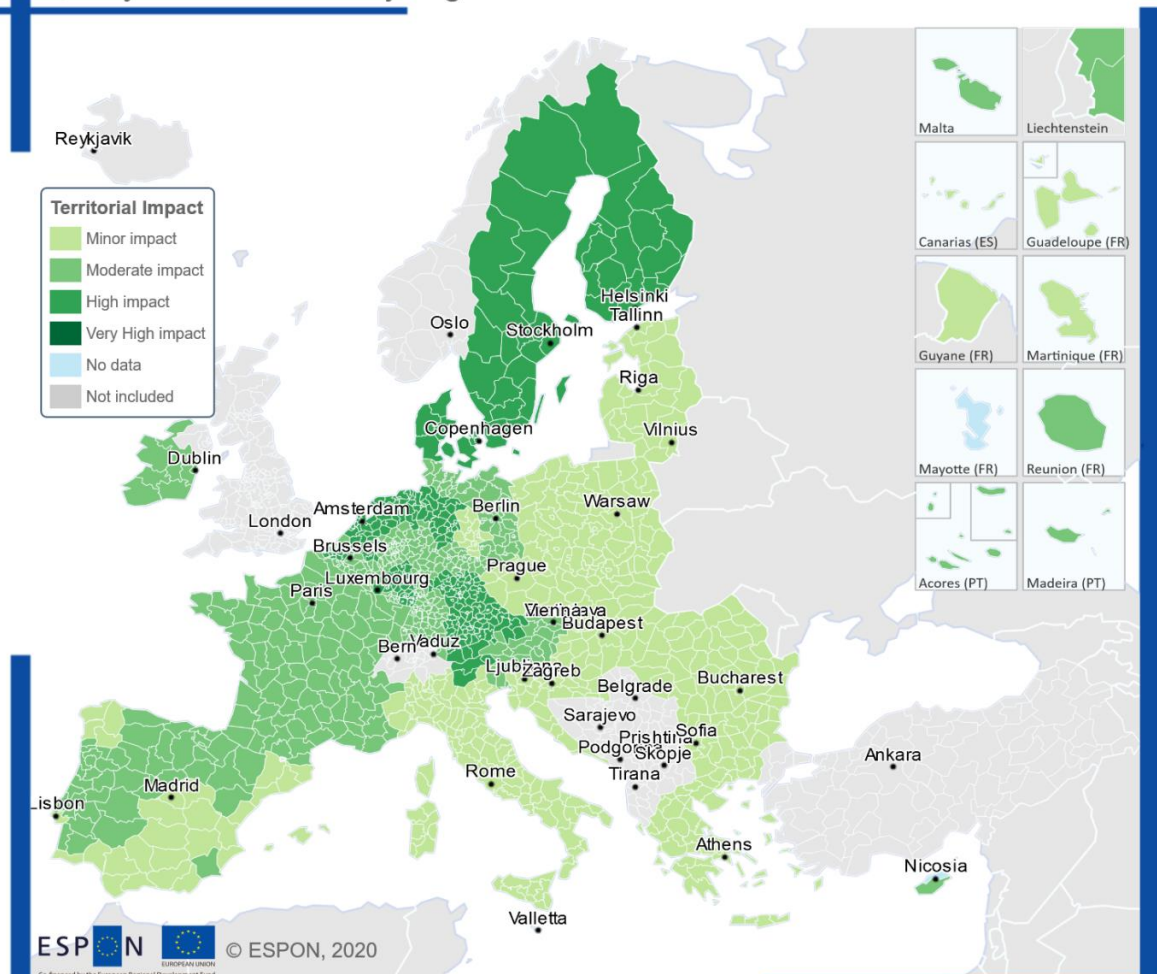 Reykjavik
Territorial Impact
Minor impact
Moderate impact
High impact
Very High impact
No data
Not included
Malta
Liechtenstein
Canarias (ES)
Guadeloupe (FR)
Guyane (FR)
Martinique (FR)
Mayotte (FR)
Reunion (FR)
Acores (PT)
Madeira (PT)
Helsinki
Tallinn
Oslo
Stockholm
Riga
Copenhagen
Vilnius
Dublin
Amsterdam
Berlin
Warsaw
London
Brussels
Prague
Luxembourg
Paris
Budapest
Bern
Vaduz
Zagreb
Bucharest
Belgrade
Sarajevo
Prishtina
Sofia
Skopje
Tirana
Rome
Madrid
Lisbon
Ankara
Athens
Nicosia
Valletta
ESPON
EUROPEAN UNION
© ESPON, 2020